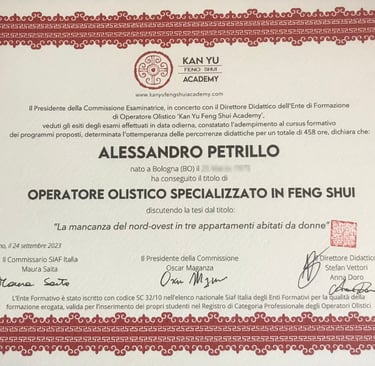 KAN YU
FENG SHUI
ACADEMY
www.kanyufengshuiacademy.com
Il Presidente della Commissione Esaminatrice, in concerto con il Direttore Didattico dell'Ente di Formazione
di Operatore Olistico "Kan Yu Feng Shui Academy",
veduti gli esiti degli esami effettuati in data odierna, constatato l'adempimento al cursus formativo
dei programmi proposti, determinato l'ottemperanza delle percorrenze didattiche per un totale di 458 ore, dichiara che:
ALESSANDRO PETRILLO
nato a Bologna (BO) il
ha conseguito il titolo di
OPERATORE OLISTICO SPECIALIZZATO IN FENG SHUI
discutendo la tesi dal titolo:
"La mancanza del nord-ovest in tre appartamenti abitati da donne"
no, il 24 settembre 2023
Il Commissario SIAF Italia
Maura Saita
Il Presidente della Commissione
Oscar Maganza
Il Direttore Didattico
Stefan Vettori
Anna Doro
L'Ente Formativo è stato iscritto con codice SC 32/10 nell'elenco nazionale Siaf Italia degli Enti Formativi per la qualità della
formazione erogata, valida per l'inserimento dei propri studenti nel Registro di Categoria Professionale degli Operatori Olistici